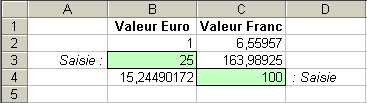 A B C D
1 Valeur Euro Valeur Franc
2 1 6,55957
3 Saisie : 25 163,98925
4 15,24490172 100 : Saisie
5